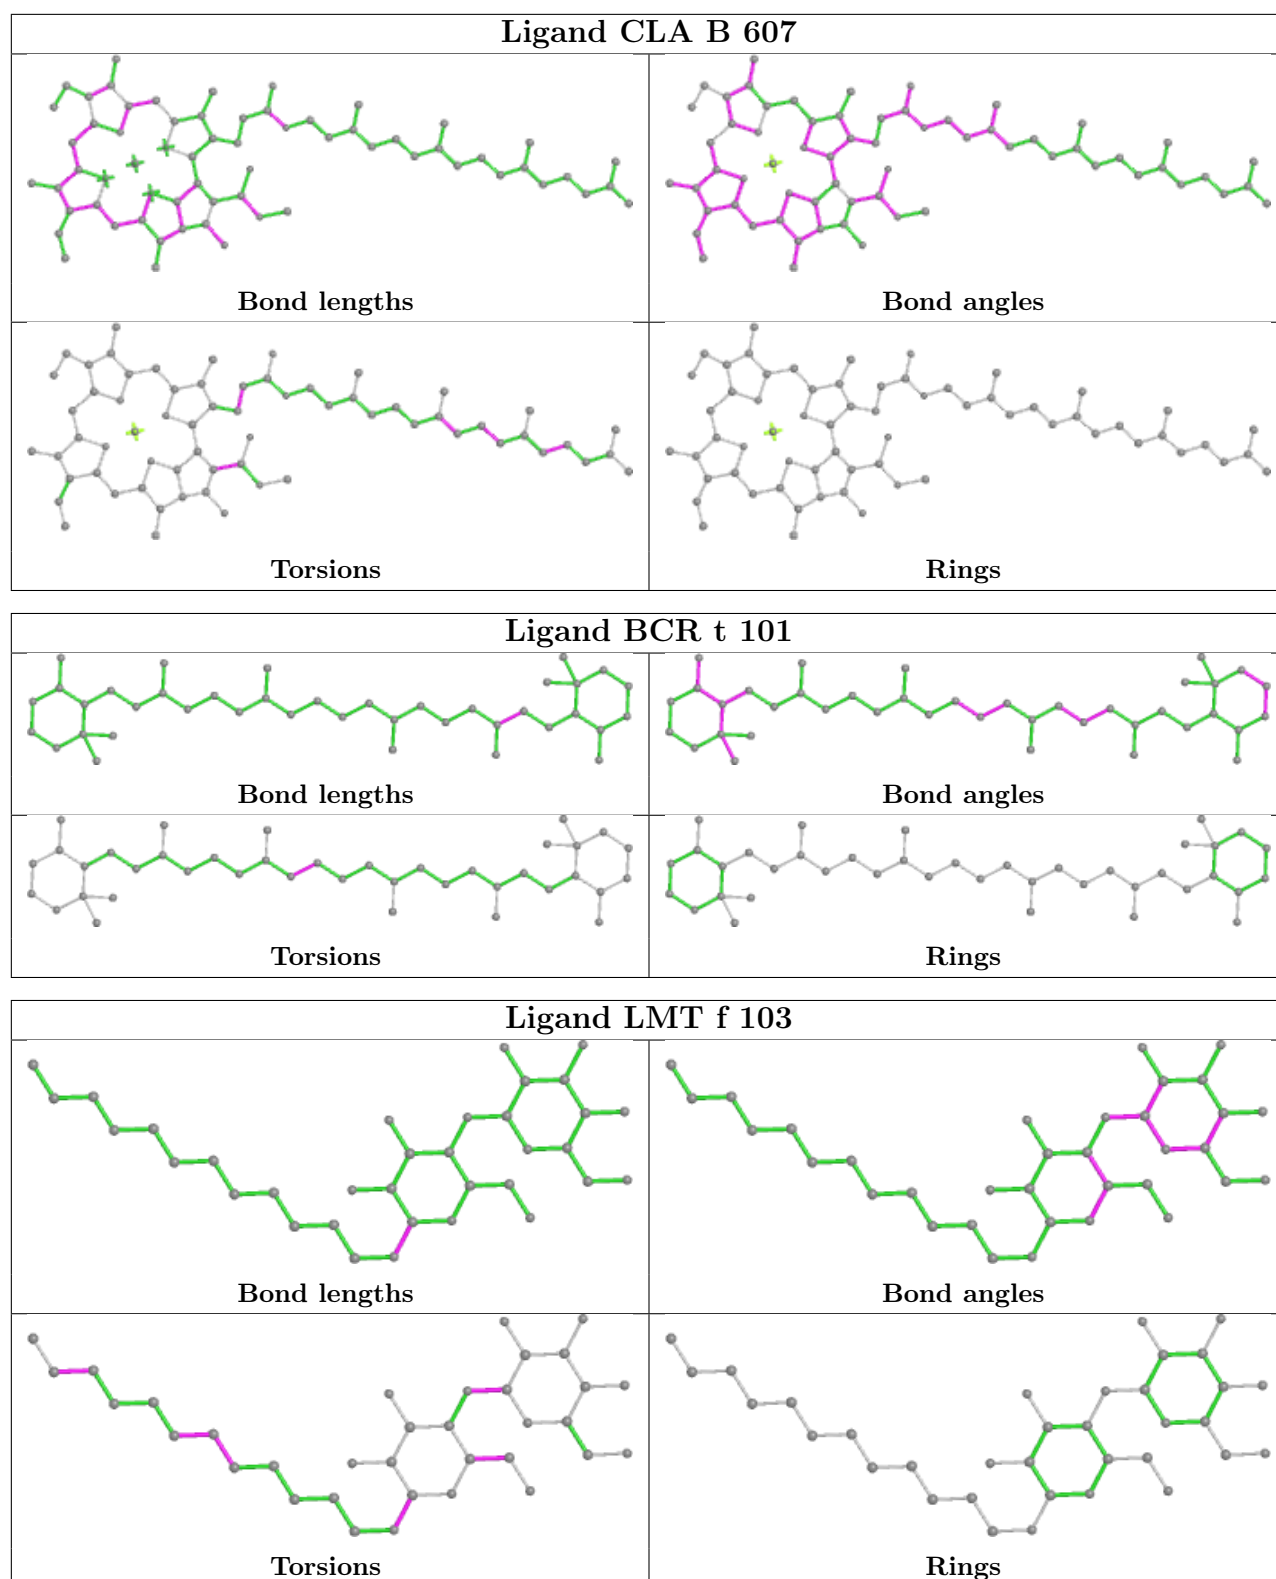 Ligand CLA B 607
Bond lengths
Bond angles
Torsions
Rings
Ligand BCR t 101
Bond lengths
Bond angles
Torsions
Rings
Ligand LMT f 103
Bond lengths
Bond angles
Torsions
Rings